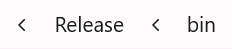 ‹ Release ‹ bin